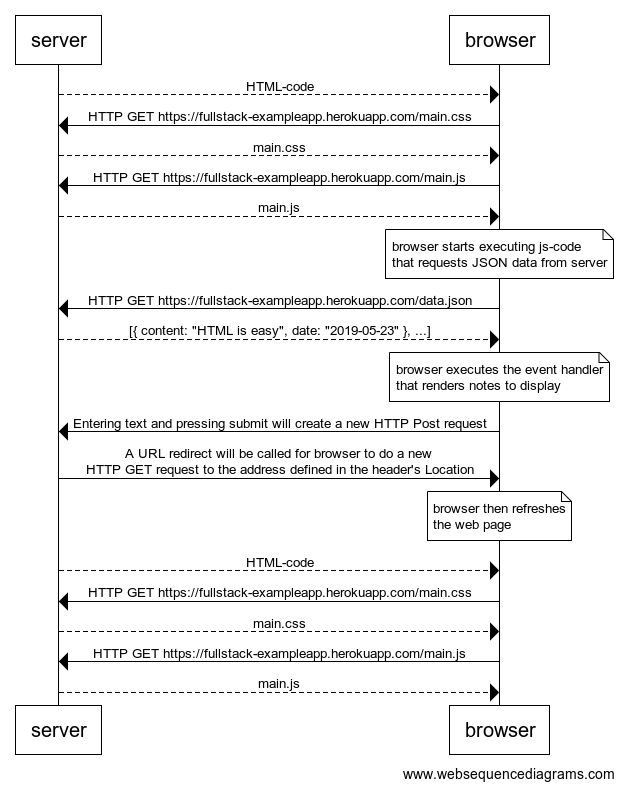 server
browser
HTML-code
HTTP GET https://fullstack-exampleapp.herokuapp.com/main.css
main.css
HTTP GET https://fullstack-exampleapp.herokuapp.com/main.js
main.js
browser starts executing js-code
that requests JSON data from server
HTTP GET https://fullstack-exampleapp.herokuapp.com/data.json
[{ content: "HTML is easy", date: "2019-05-23" }, ...]
browser executes the event handler
that renders notes to display
Entering text and pressing submit will create a new HTTP Post request
A URL redirect will be called for browser to do a new
HTTP GET request to the address defined in the header's Location
browser then refreshes
the web page
HTML-code
HTTP GET https://fullstack-exampleapp.herokuapp.com/main.css
main.css
HTTP GET https://fullstack-exampleapp.herokuapp.com/main.js
main.js
server
browser
www.websequencediagrams.com